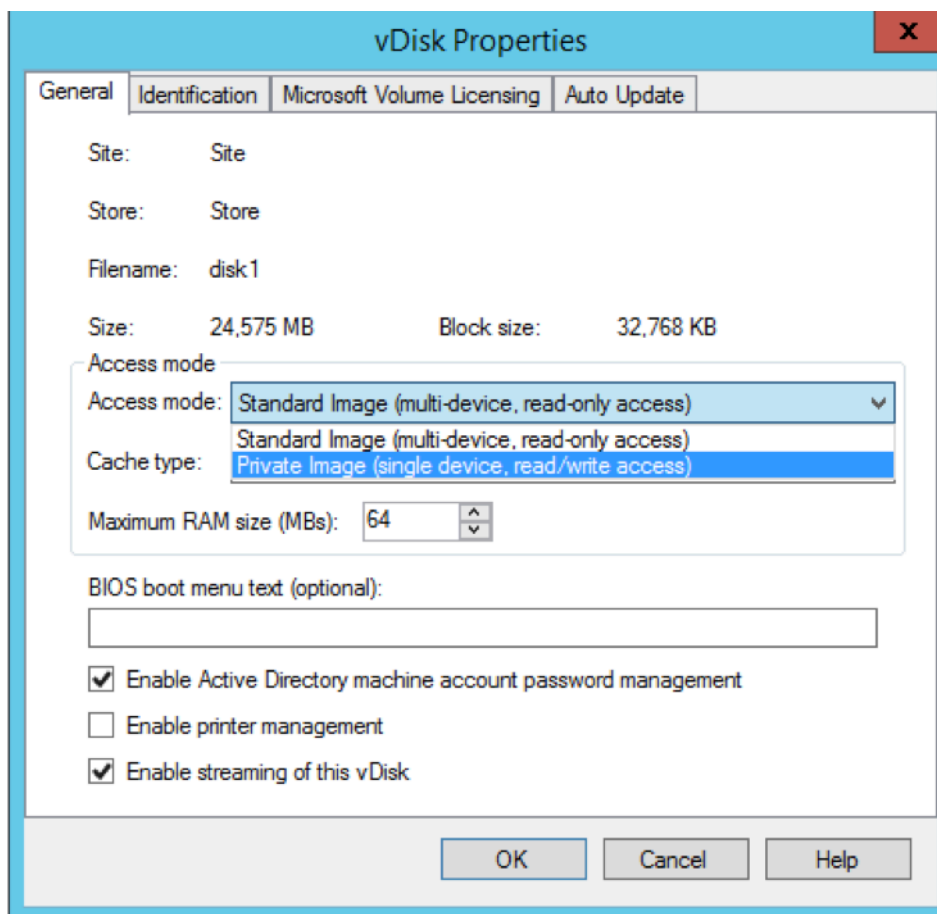 vDisk Properties
x
General Identification Microsoft Volume Licensing Auto Update
Site: Site
Store: Store
Filename: disk1
Size: 24,575 MB Block size: 32,768 KB
Access mode
Access mode: Standard Image (multi-device, read-only access)
Standard Image (multi-device, read-only access)
Cache type: Private Image (single device, read/write access)
Maximum RAM size (MBs): 64
BIOS boot menu text (optional):
Enable Active Directory machine account password management
Enable printer management
Enable streaming of this vDisk
OK Cancel Help